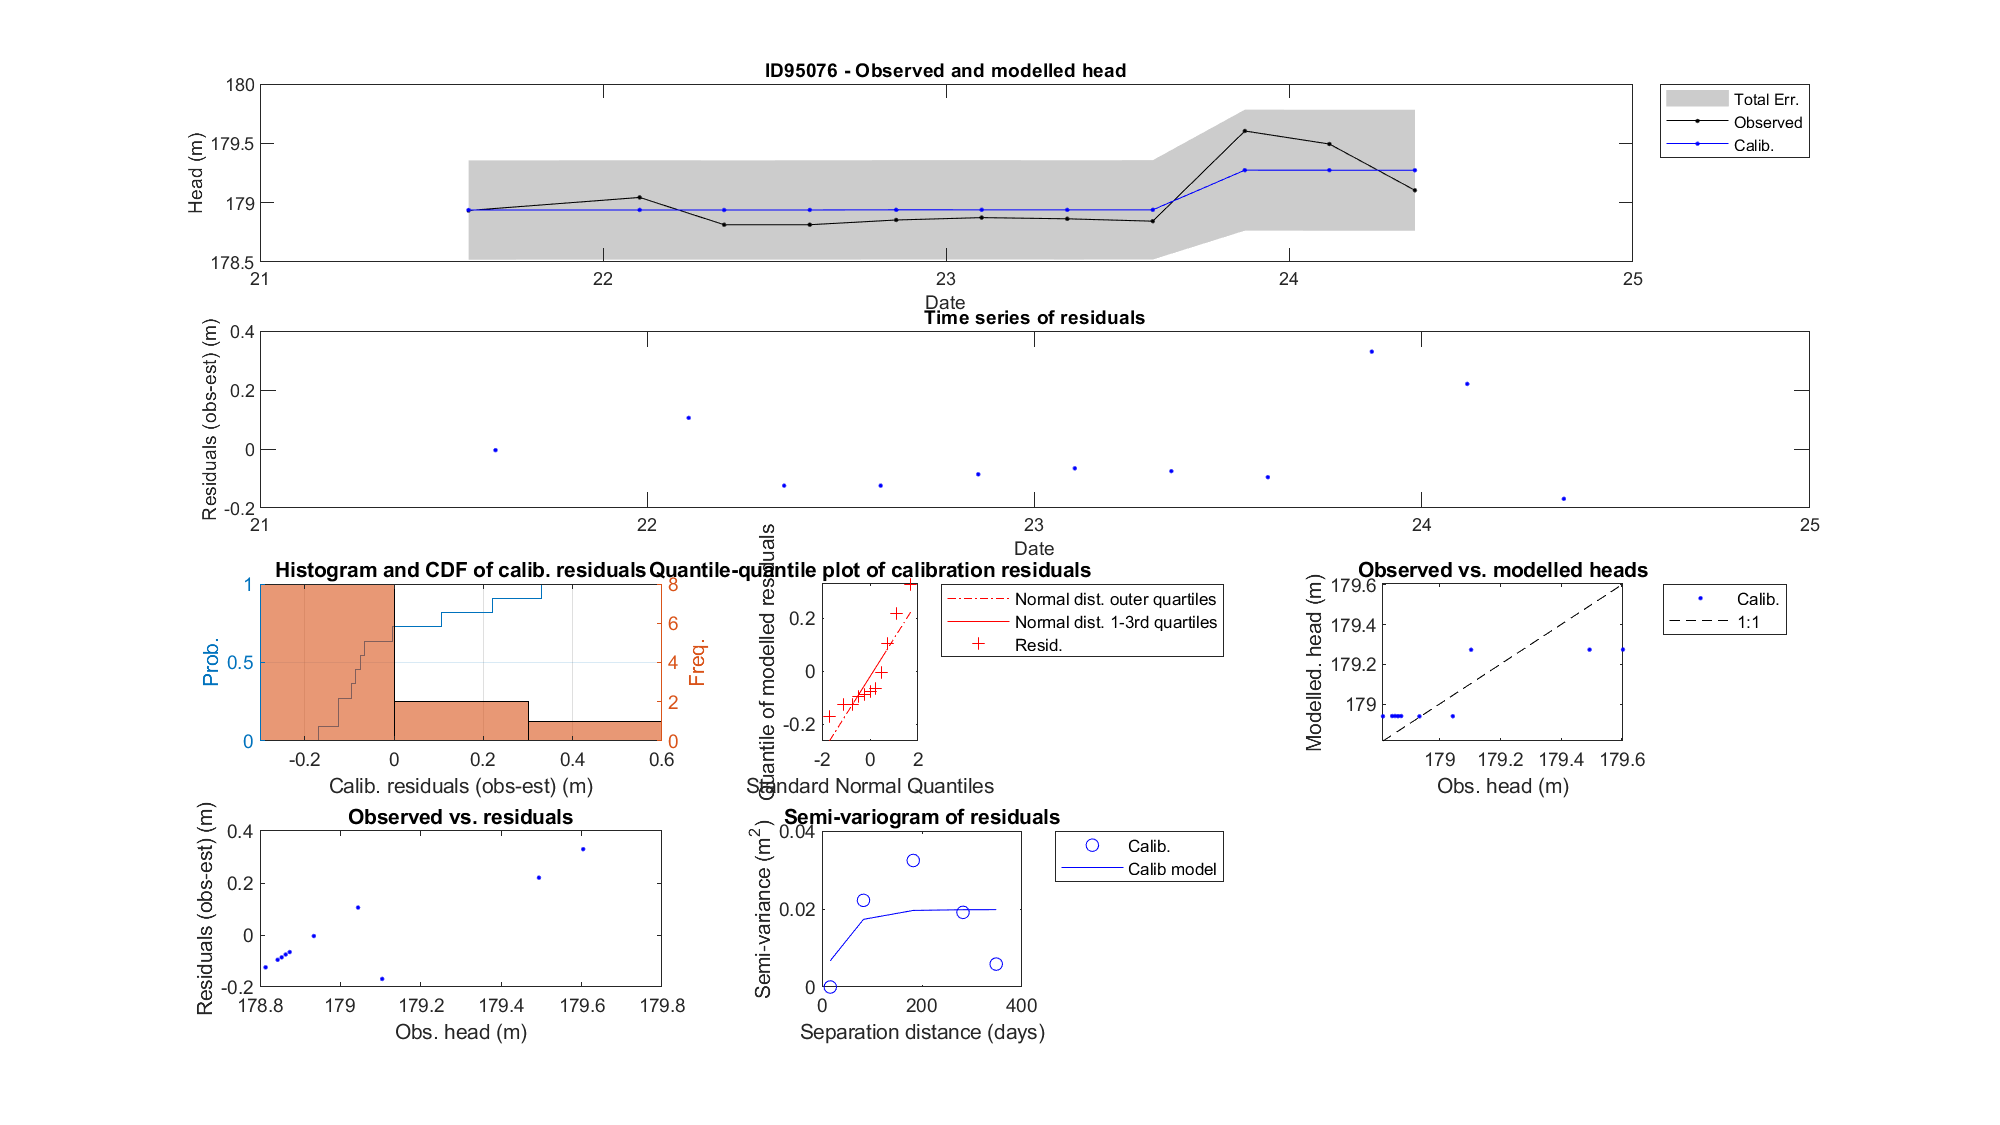 ID95076 - Observed and modelled head
180
179.5
179
178.5
Head (m)
21
22
23
24
25
Date
Total Err.
Observed
Calib.
Time series of residuals
0.4
0.2
0
-0.2
Residuals (obs-est) (m)
21
22
23
24
25
Date
Histogram and CDF of calib. residuals
1
0.5
0
Prob.
8
6
4
2
0
Freq.
-0.2
0
0.2
0.4
0.6
Calib. residuals (obs-est) (m)
Quantile-quantile plot of calibration residuals
0.2
0
-0.2
Quantile of modelled residuals
-2
0
2
Standard Normal Quantiles
Normal dist. outer quartiles
Normal dist. 1-3rd quartiles
Resid.
Observed vs. modelled heads
179.6
179.4
179.2
179
Modelled. head (m)
179
179.2
179.4
179.6
Obs. head (m)
Calib.
1:1
Observed vs. residuals
0.4
0.2
0
-0.2
Residuals (obs-est) (m)
178.8
179
179.2
179.4
179.6
179.8
Obs. head (m)
Semi-variogram of residuals
0.04
0.02
0
Semi-variance (m2)
0
200
400
Separation distance (days)
Calib.
Calib model